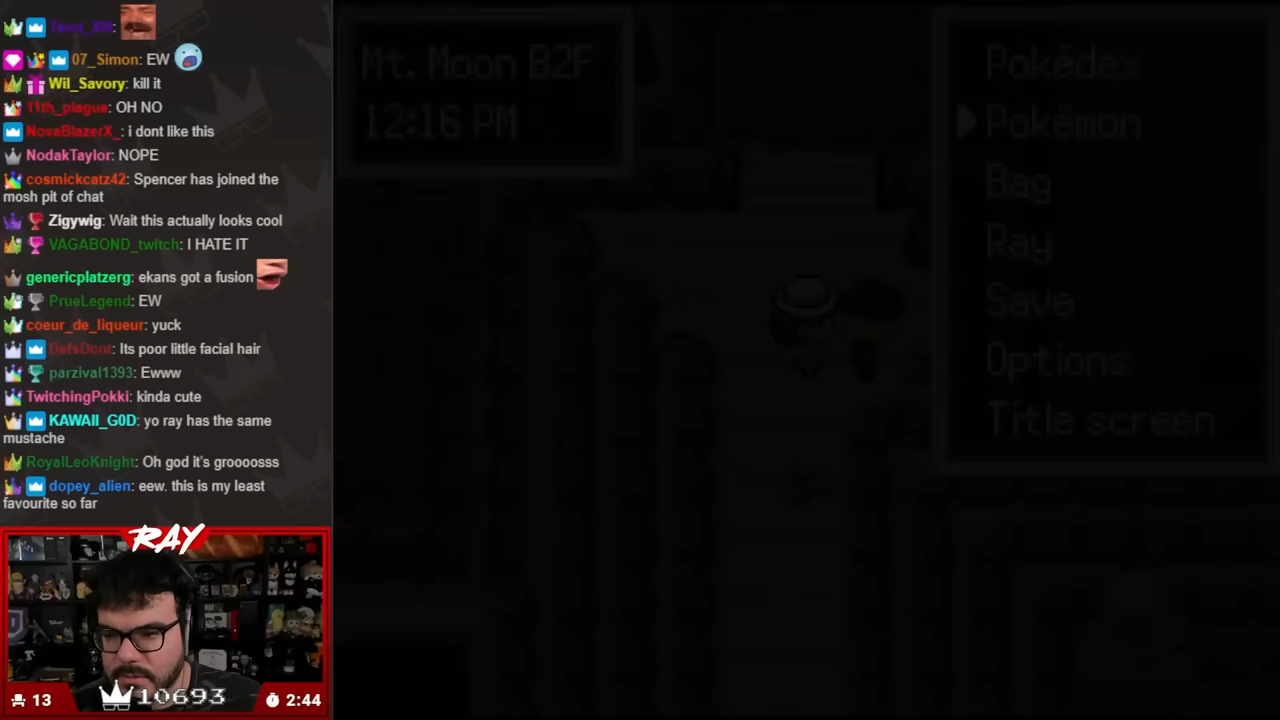 Tarot_XIII:
07_Simon: EW
Wil_Savory: kill it
11th_plague: OH NO
NovaBlazerX_: i dont like this
NodakTaylor: NOPE
cosmickcatz42: Spencer has joined the
mosh pit of chat
Zigywig: Wait this actually looks cool
VAGABOND_twitch: I HATE IT
genericplatzerg: ekans got a fusion
PrueLegend: EW
coeur_de_liqueur: yuck
DafsDont: Its poor little facial hair
parzival1393: Ewww
TwitchingPokki: kinda cute
KAWAII_G0D: yo ray has the same
mustache
RoyalLeoKnight: Oh god it's groooosss
dopey_alien: eew. this is my least
favourite so far
RAY
13
10693
2:44
Mt. Moon B2F
12:16 PM
Pokédex
Pokémon
Bag
Ray
Save
Options
Title screen